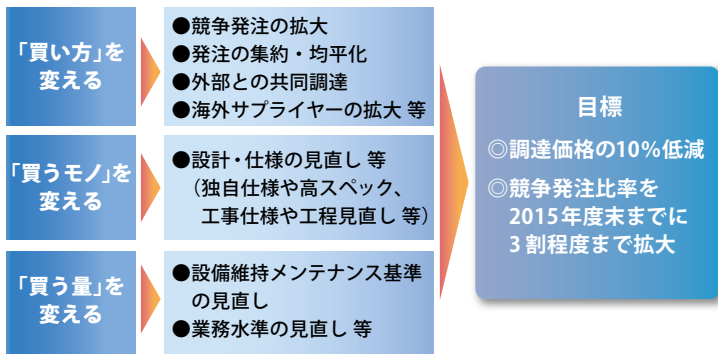 「買い方」を
変える
●競争発注の拡大
●発注の集約・均平化
●外部との共同調達
●海外サプライヤーの拡大 等
「買うモノ」を
変える
●設計・仕様の見直し 等
（独自仕様や高スペック、
工事仕様や工程見直し 等）
「買う量」を
変える
●設備維持メンテナンス基準
の見直し
●業務水準の見直し 等
目標
◎調達価格の10％低減
◎競争発注比率を
2015年度末までに
3割程度まで拡大